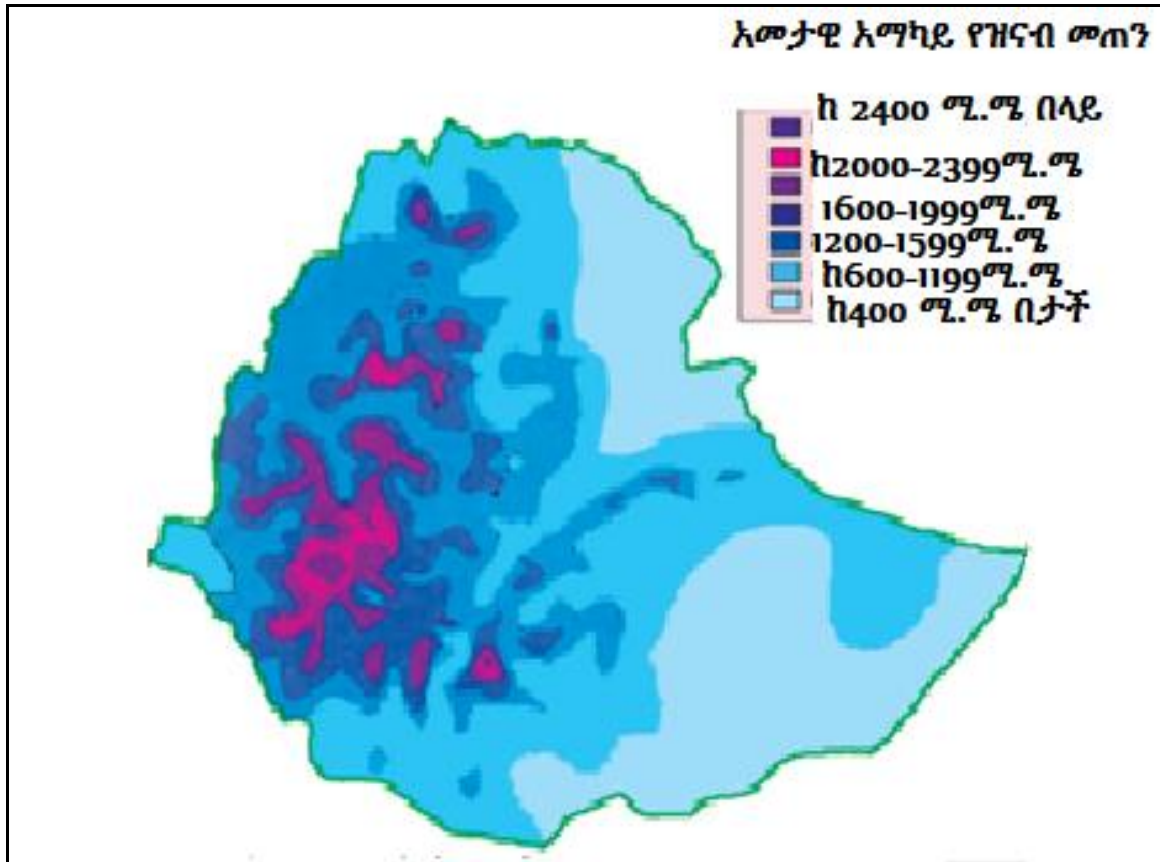 አመታዊ አማካይ የዝናብ መጠን
ከ 2400 ሚ.ሜ በላይ
ከ2000-2399ሚ.ሜ
1600-1999ሚ.ሜ
1200-1599ሚ.ሜ
ከ600-1199ሚ.ሜ
ከ400 ሚ.ሜ በታች